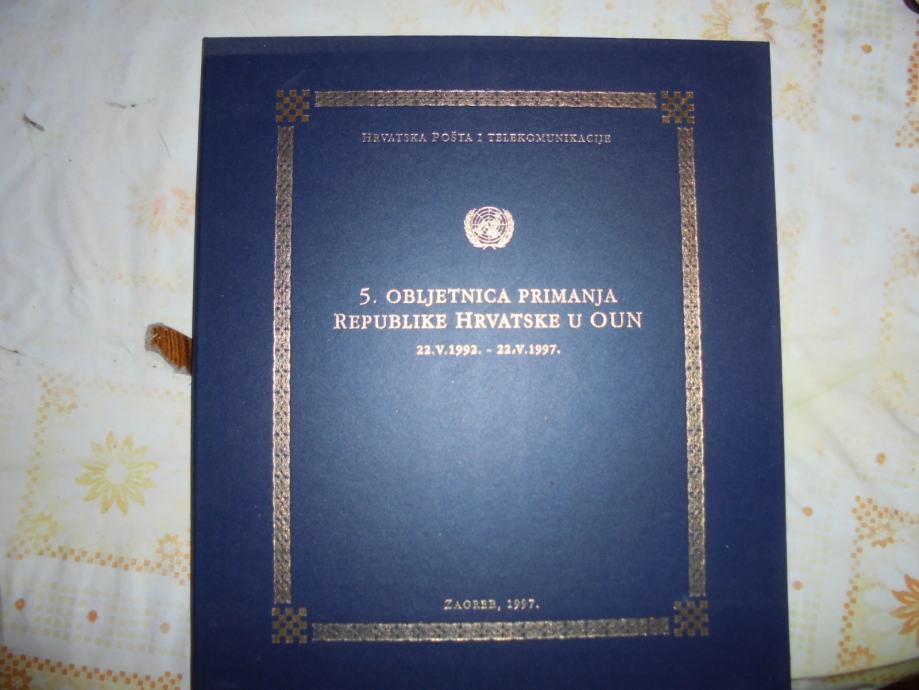 Hrvatska Pošta i telekomunikacije
5. obljetnica primanja
Republike Hrvatske u OUN
22.V.1992. - 22.V.1997.
Zagreb, 1997.